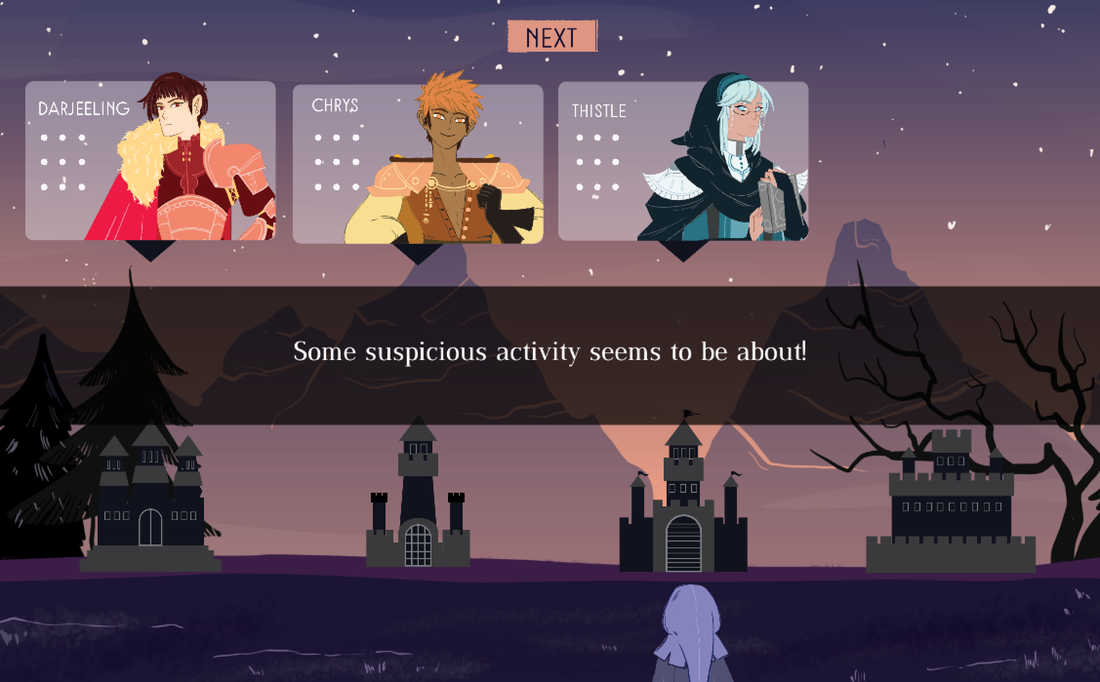 NEXT
DARJEELING
CHRYS
THISTLE
Some suspicious activity seems to be about!